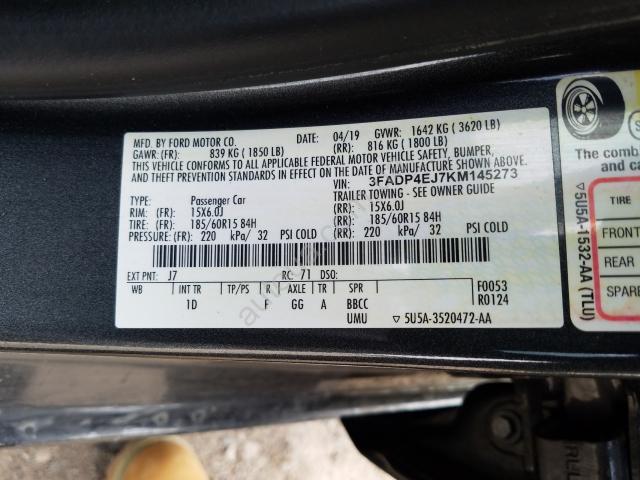 MFD. BY FORD MOTOR CO.
DATE: 04/19 GVWR: 1642 KG ( 3620 LB)
GAWR: (FR): 839 KG ( 1850 LB) (RR): 816 KG ( 1800 LB)
THIS VEHICLE CONFORMS TO ALL APPLICABLE FEDERAL MOTOR VEHICLE SAFETY, BUMPER,
AND THEFT PREVENTION STANDARDS IN EFFECT ON THE DATE OF MANUFACTURE SHOWN ABOVE.
VIN: 3FADP4EJ7KM145273
TYPE: Passenger Car TRAILER TOWING - SEE OWNER GUIDE
RIM: (FR): 15X6.0J (RR): 15X6.0J
TIRE: (FR): 185/60R15 84H (RR): 185/60R15 84H
PRESSURE: (FR) 220 kPa/ 32 PSI COLD (RR) 220 kPa/ 32 PSI COLD
EXT PNT: J7 RC: 71 DSO:
WB INT TR TP/PS R AXLE TR SPR F0053
1D F GG A BBCC R0124
UMU ▽5U5A-3520472-AA
The combin
▽5U5A-1532-AA (TLU)
TIRE
FRONT
REAR
SPARE